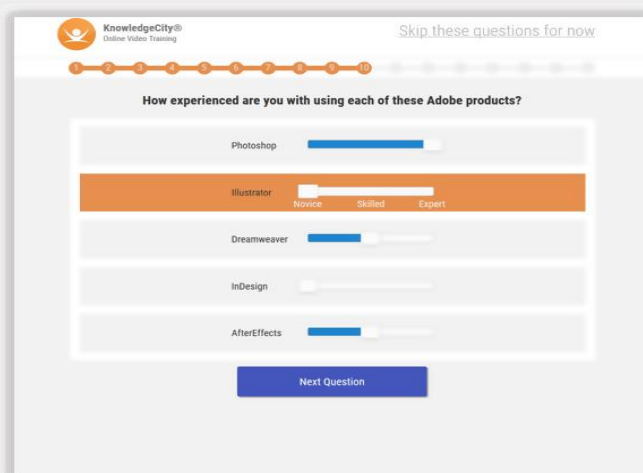 KnowledgeCity®
Online Video Training
Skip these questions for now
1 2 3 4 5 6 7 8 9 10
How experienced are you with using each of these Adobe products?
Photoshop
Illustrator
Novice Skilled Expert
Dreamweaver
InDesign
AfterEffects
Next Question